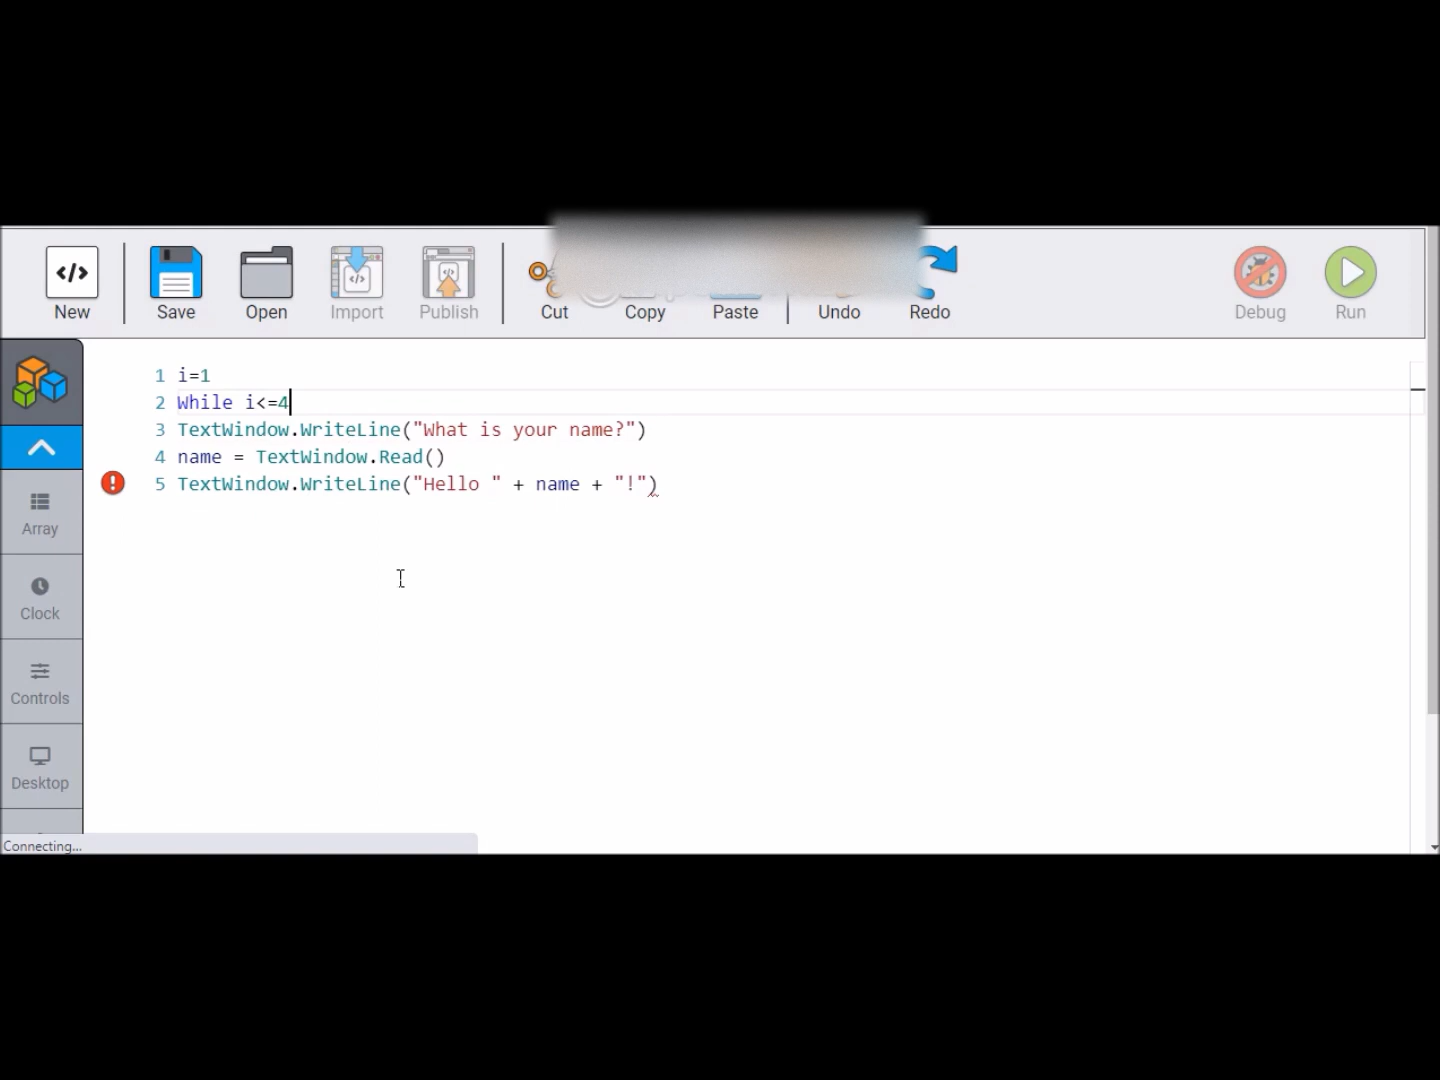 </> New Save Open Import Publish Cut Copy Paste Undo Redo Debug Run
1 i=1
2 While i<=4
3 TextWindow.WriteLine("What is your name?")
4 name = TextWindow.Read()
5 TextWindow.WriteLine("Hello " + name + "!")
Array
Clock
Controls
Desktop
Connecting...